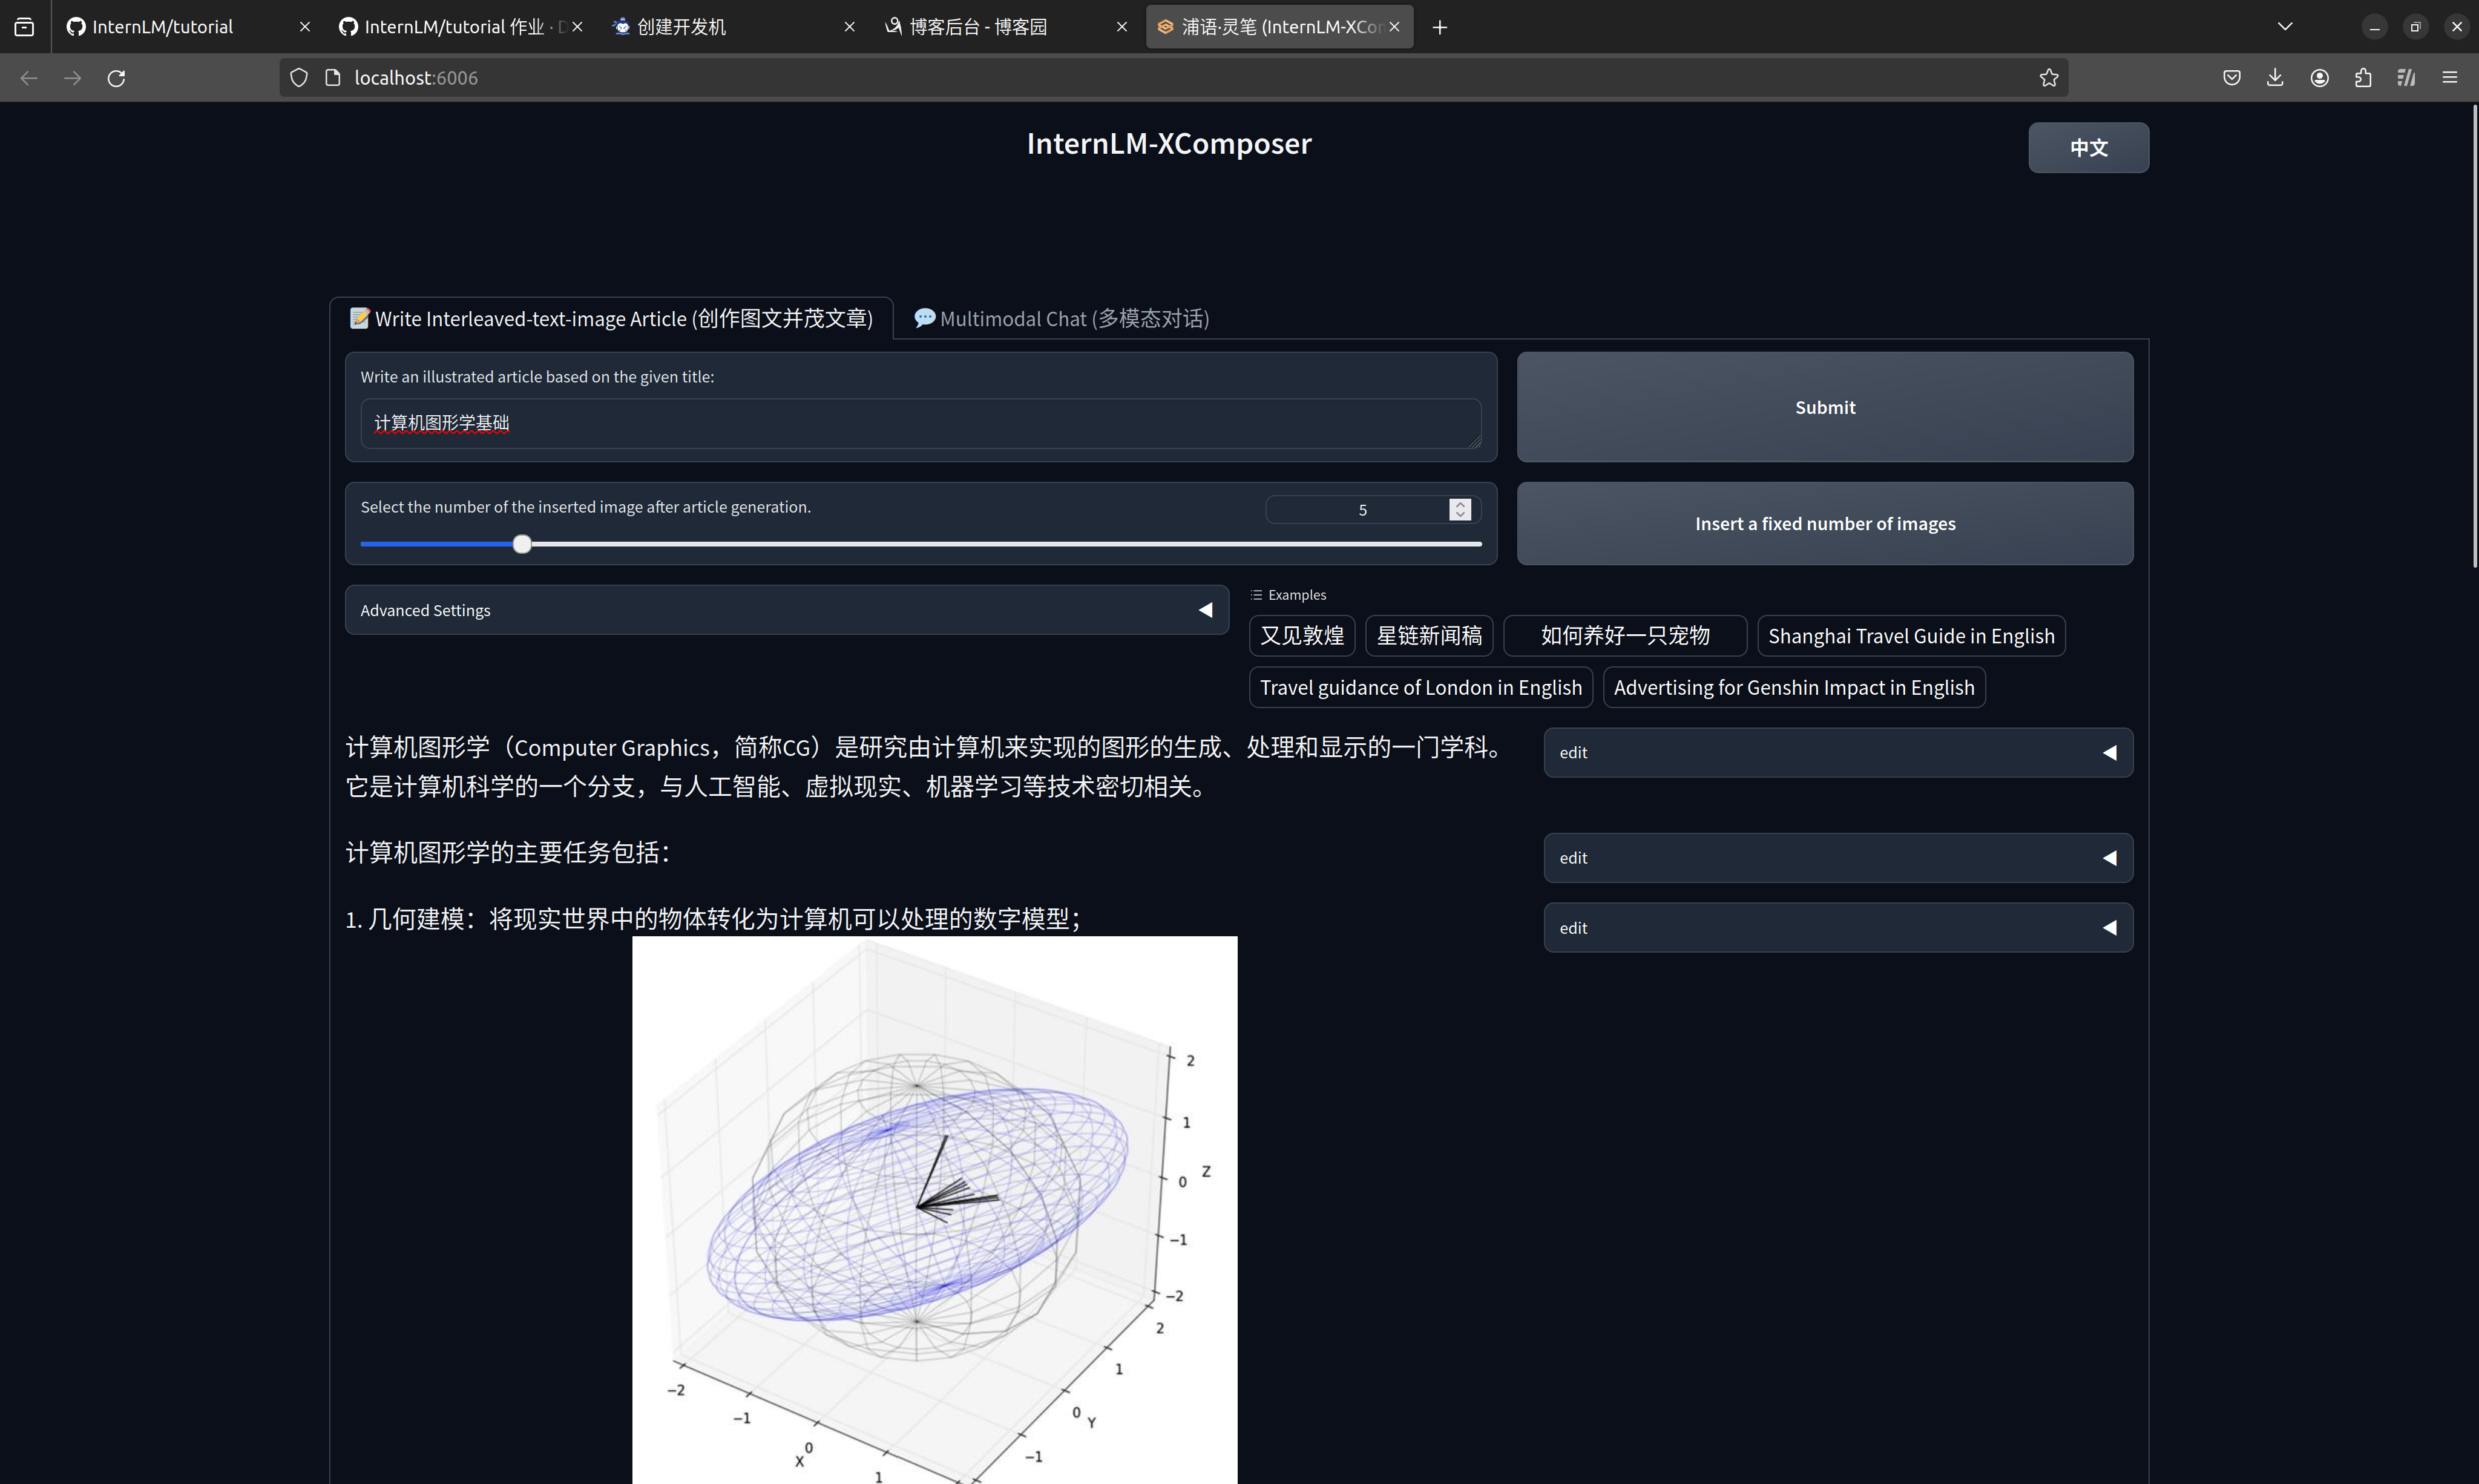 InternLM/tutorial
InternLM/tutorial 作业 ·
创建开发机
博客后台 - 博客园
浦语·灵笔 (InternLM-XCo
localhost:6006
InternLM-XComposer
中文
📝Write Interleaved-text-image Article (创作图文并茂文章)
💬Multimodal Chat (多模态对话)
Write an illustrated article based on the given title:
计算机图形学基础
Submit
Select the number of the inserted image after article generation.
5
Insert a fixed number of images
Advanced Settings
Examples
又见敦煌
星链新闻稿
如何养好一只宠物
Shanghai Travel Guide in English
Travel guidance of London in English
Advertising for Genshin Impact in English
计算机图形学（Computer Graphics，简称CG）是研究由计算机来实现的图形的生成、处理和显示的一门学科。
它是计算机科学的一个分支，与人工智能、虚拟现实、机器学习等技术密切相关。
edit
计算机图形学的主要任务包括：
edit
1. 几何建模：将现实世界中的物体转化为计算机可以处理的数字模型；
edit
2
1
0
Z
−1
−2
2
1
0
Y
−1
−2
−1
0
X
1